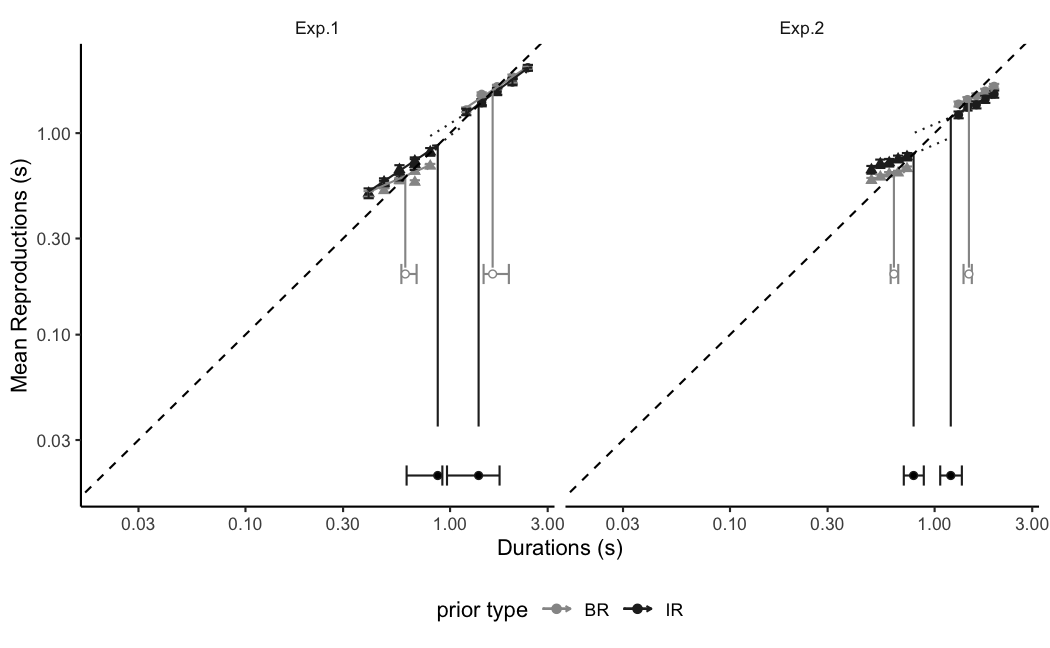 Exp.1
Exp.2
Mean Reproductions (s)
1.00
0.30
0.10
0.03
0.03 0.10 0.30 1.00 3.00
0.03 0.10 0.30 1.00 3.00
Durations (s)
prior type BR IR